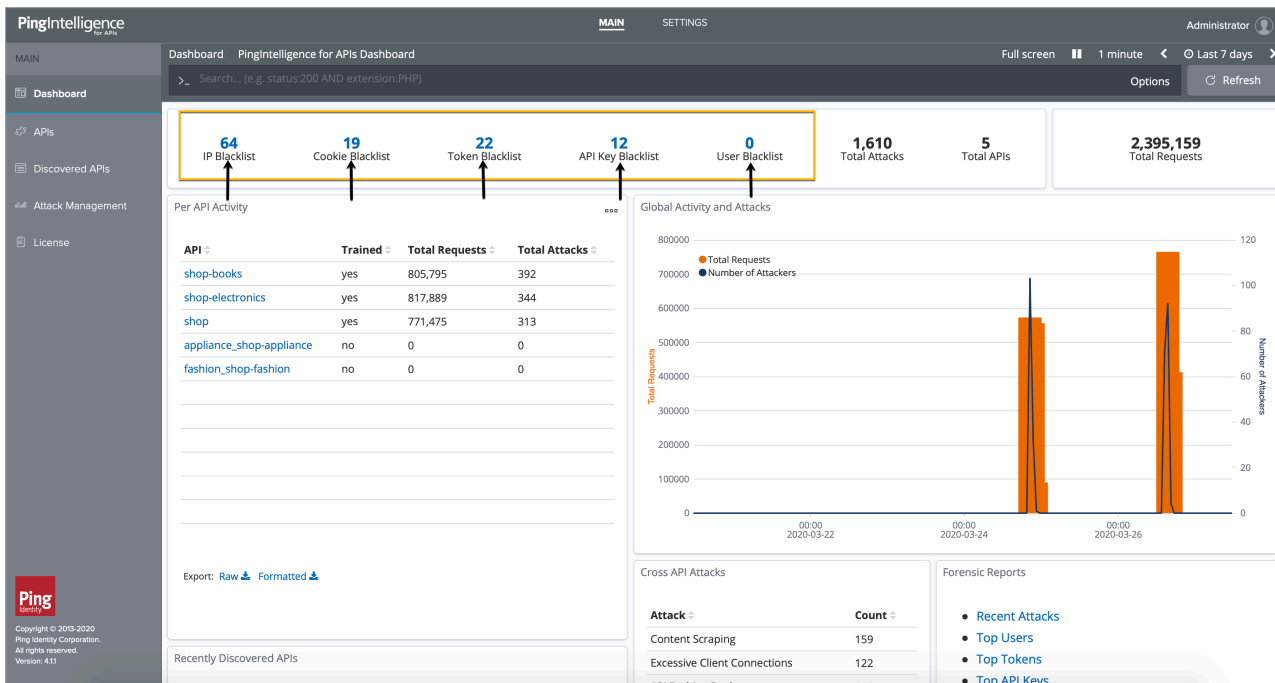 PingIntelligence
for APIs
MAIN
SETTINGS
Administrator
MAIN
Dashboard
APIs
Discovered APIs
Attack Management
License
Dashboard PingIntelligence for APIs Dashboard
Full screen 1 minute Last 7 days
>_ Search... (e.g. status:200 AND extension:PHP)
Options
Refresh
64
IP Blacklist
19
Cookie Blacklist
22
Token Blacklist
12
API Key Blacklist
0
User Blacklist
1,610
Total Attacks
5
Total APIs
2,395,159
Total Requests
Per API Activity
API Trained Total Requests Total Attacks
shop-books yes 805,795 392
shop-electronics yes 817,889 344
shop yes 771,475 313
appliance_shop-appliance no 0 0
fashion_shop-fashion no 0 0
Export: Raw Formatted
Global Activity and Attacks
Total Requests
Number of Attackers
800000
700000
600000
500000
400000
300000
200000
100000
0
Total Requests
120
100
80
60
40
20
0
Number of Attackers
00:00
2020-03-22
00:00
2020-03-24
00:00
2020-03-26
Cross API Attacks
Attack Count
Content Scraping 159
Excessive Client Connections 122
Forensic Reports
Recent Attacks
Top Users
Top Tokens
Top API Keys
Recently Discovered APIs
Ping
Identity
Copyright © 2013-2020
Ping Identity Corporation.
All rights reserved.
Version: 4.1.1